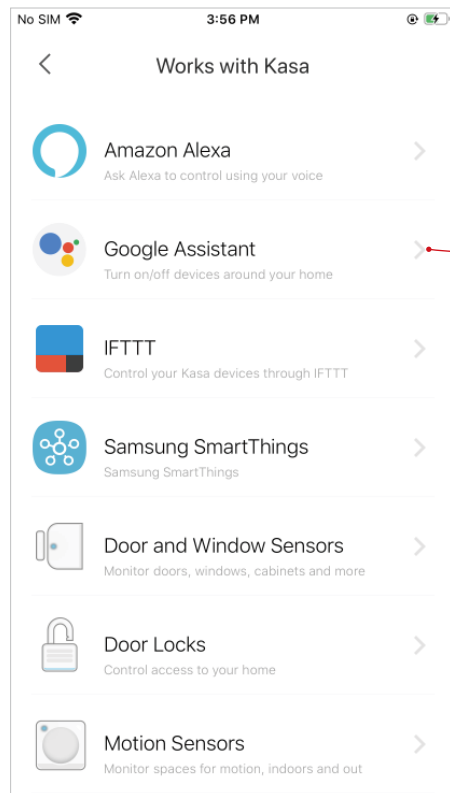 No SIM 3:56 PM
Works with Kasa
Amazon Alexa
Ask Alexa to control using your voice
Google Assistant
Turn on/off devices around your home
IFTTT
Control your Kasa devices through IFTTT
Samsung SmartThings
Samsung SmartThings
Door and Window Sensors
Monitor doors, windows, cabinets and more
Door Locks
Control access to your home
Motion Sensors
Monitor spaces for motion, indoors and out